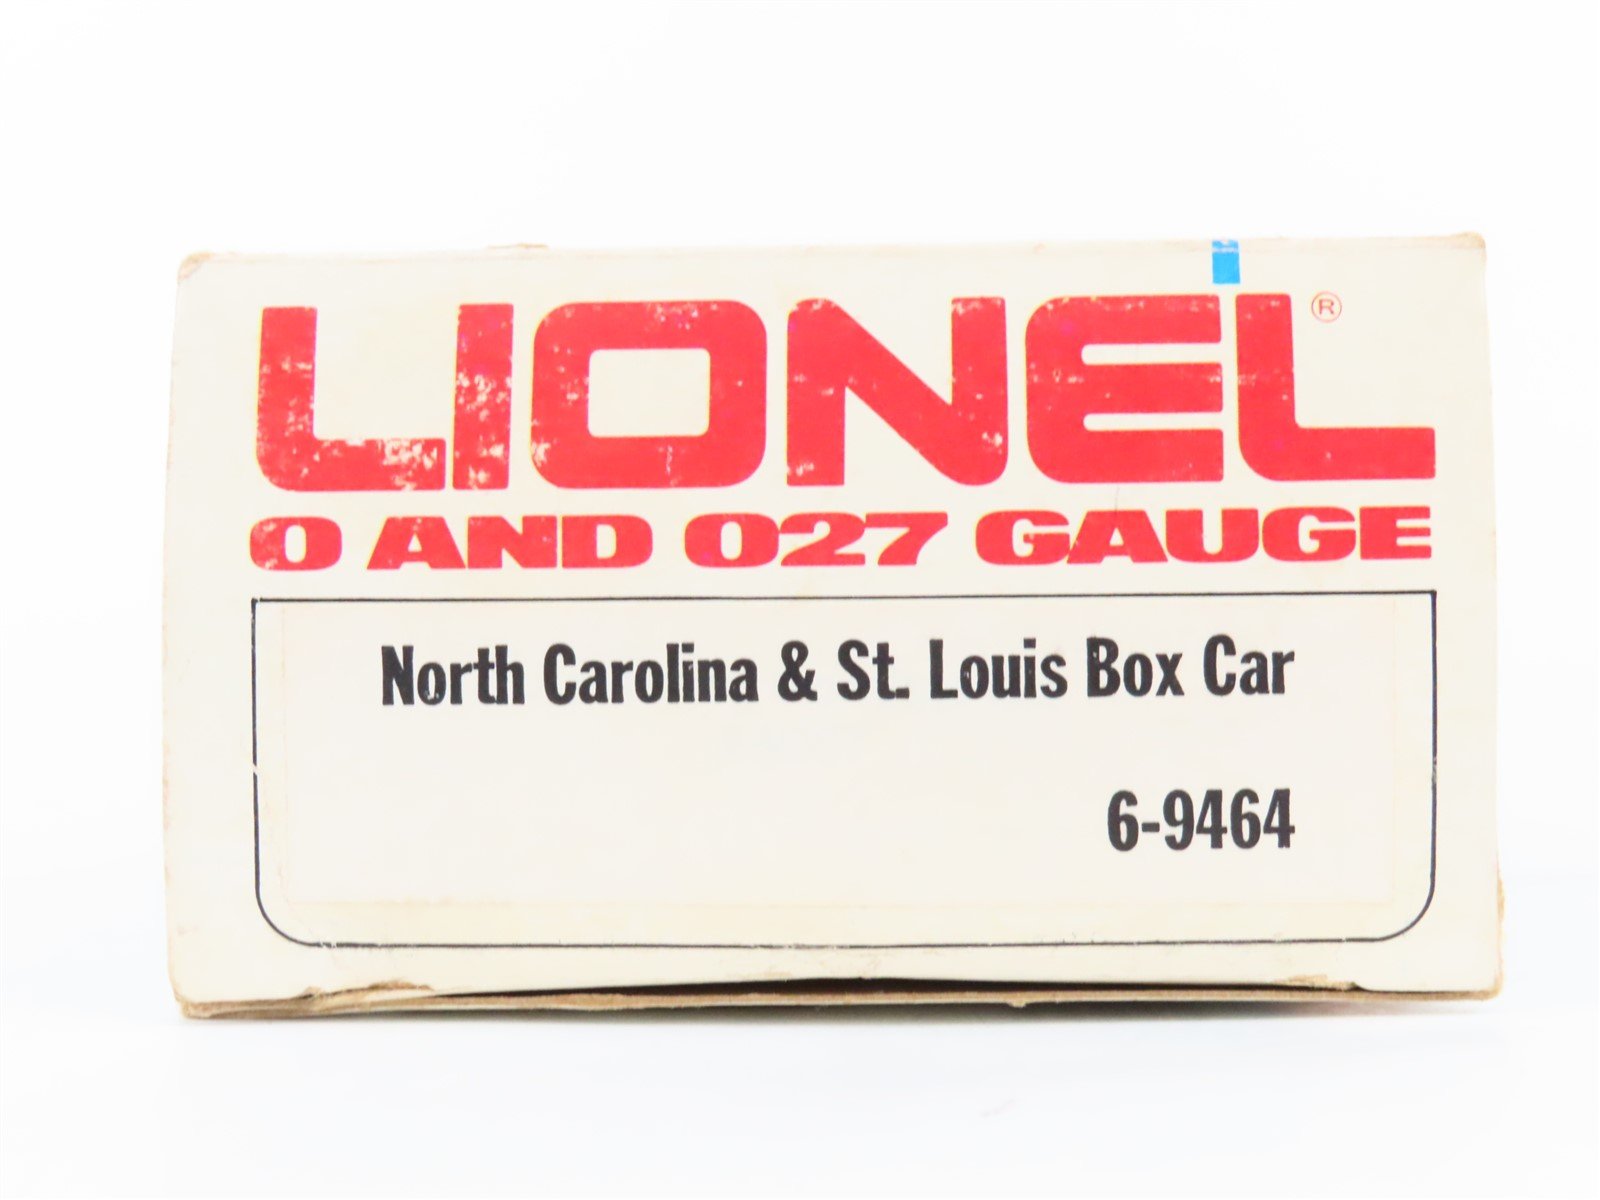 LIONEL®
O AND O27 GAUGE
North Carolina & St. Louis Box Car
6-9464